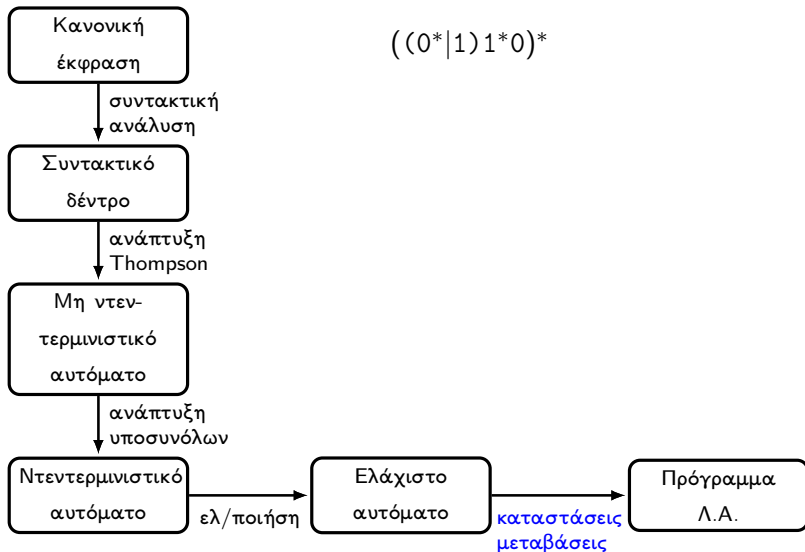 Κανονική
έκφραση
((0*|1)1*0)*
συντακτική
ανάλυση
Συντακτικό
δέντρο
ανάπτυξη
Thompson
Μη ντεν-
τερμινιστικό
αυτόματο
ανάπτυξη
υποσυνόλων
Ντεντερμινιστικό
αυτόματο
ελ/ποιήση
Ελάχιστο
αυτόματο
καταστάσεις
μεταβάσεις
Πρόγραμμα
Λ.Α.